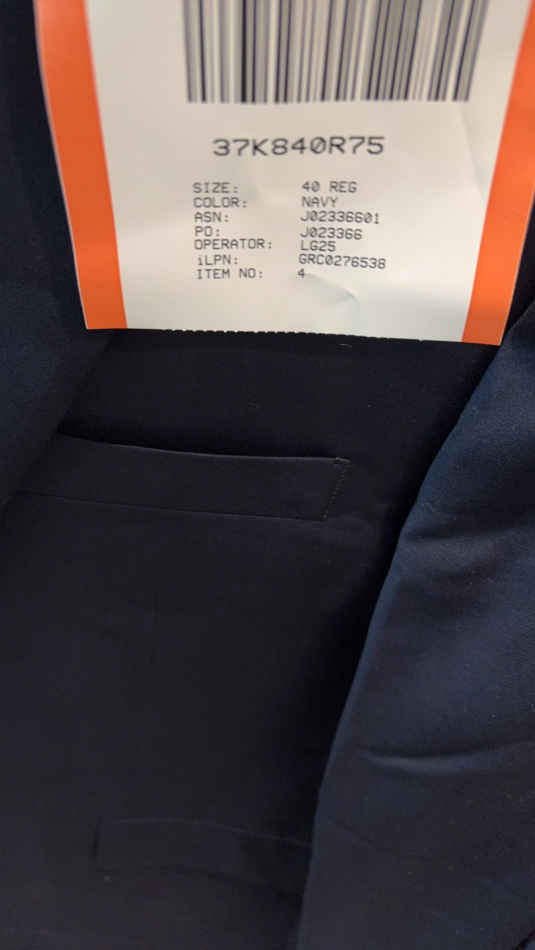 37K840R75
SIZE: 40 REG
COLOR: NAVY
ASN: J02336601
PO: J023366
OPERATOR: LG25
iLPN: GRC0276538
ITEM NO: 4